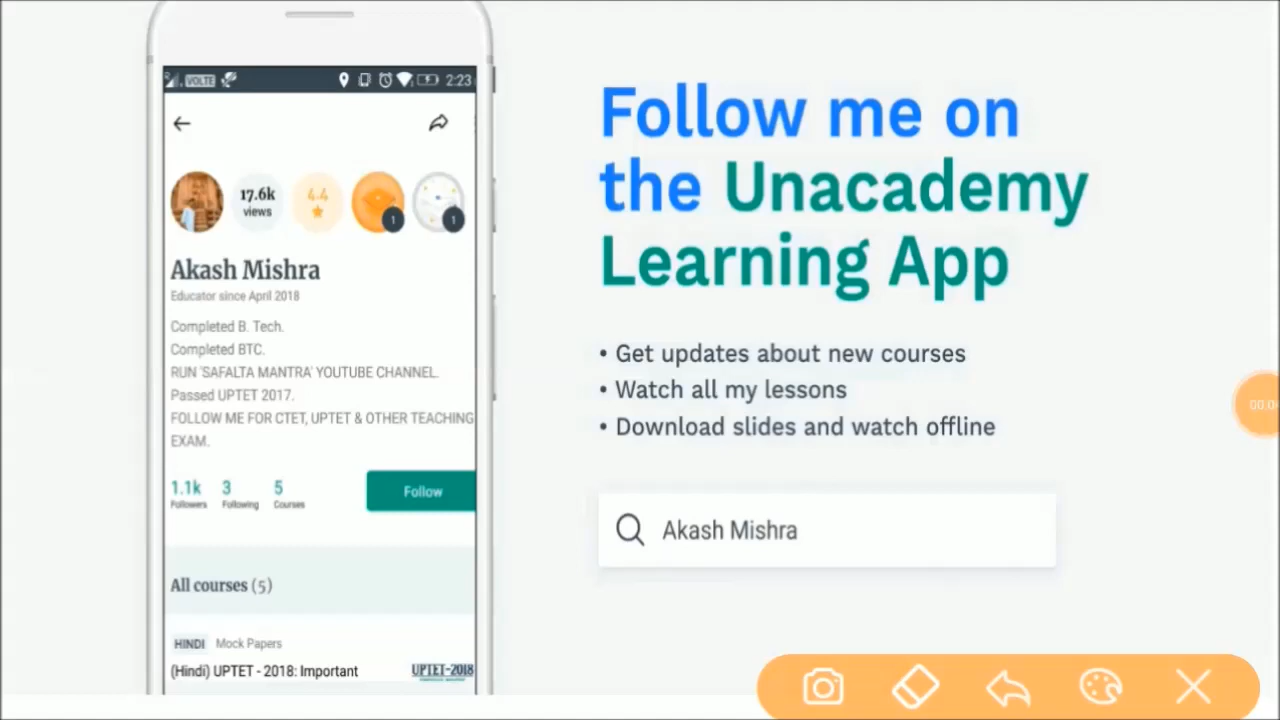 VOLTE 2:23
17.6k
views
4.4
1
1
Akash Mishra
Educator since April 2018
Completed B. Tech.
Completed BTC.
RUN 'SAFALTA MANTRA' YOUTUBE CHANNEL.
Passed UPTET 2017.
FOLLOW ME FOR CTET, UPTET & OTHER TEACHING
EXAM.
1.1k 3 5
Followers Following Courses
Follow
All courses (5)
HINDI Mock Papers
(Hindi) UPTET - 2018: Important
UPTET-2018
Follow me on
the Unacademy
Learning App
• Get updates about new courses
• Watch all my lessons
• Download slides and watch offline
Akash Mishra